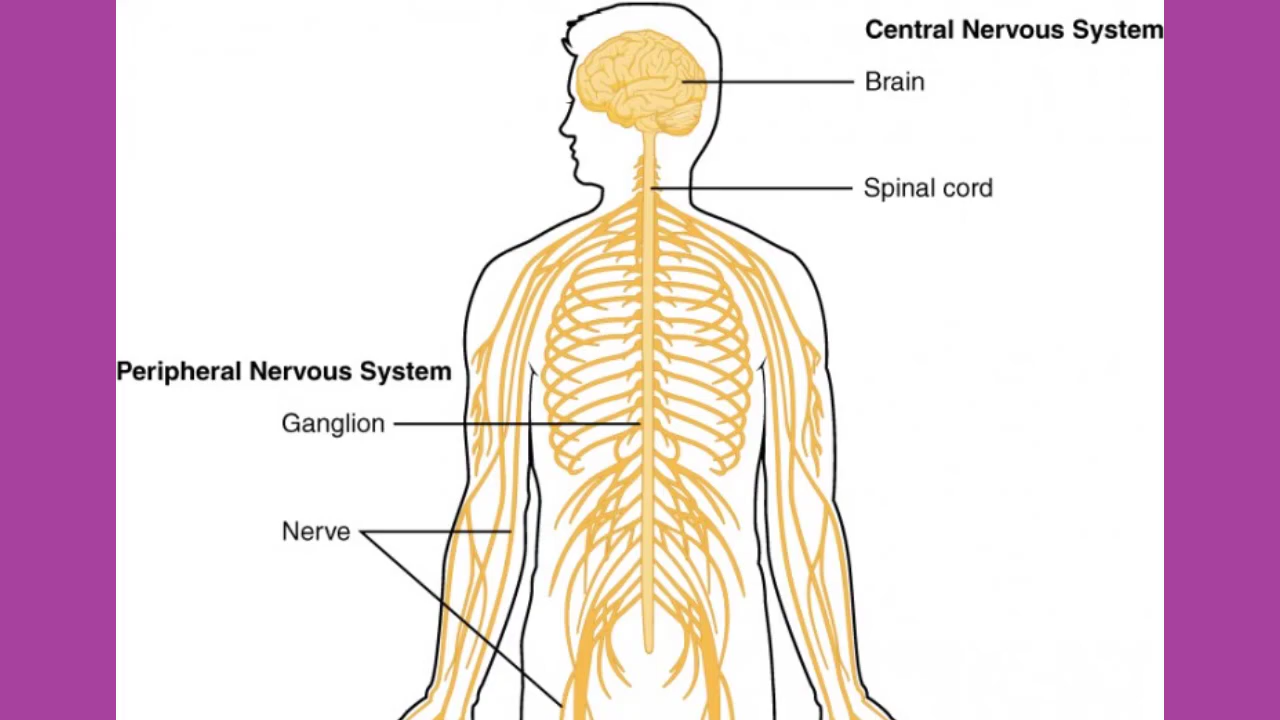 Central Nervous System
Brain
Spinal cord
Peripheral Nervous System
Ganglion
Nerve